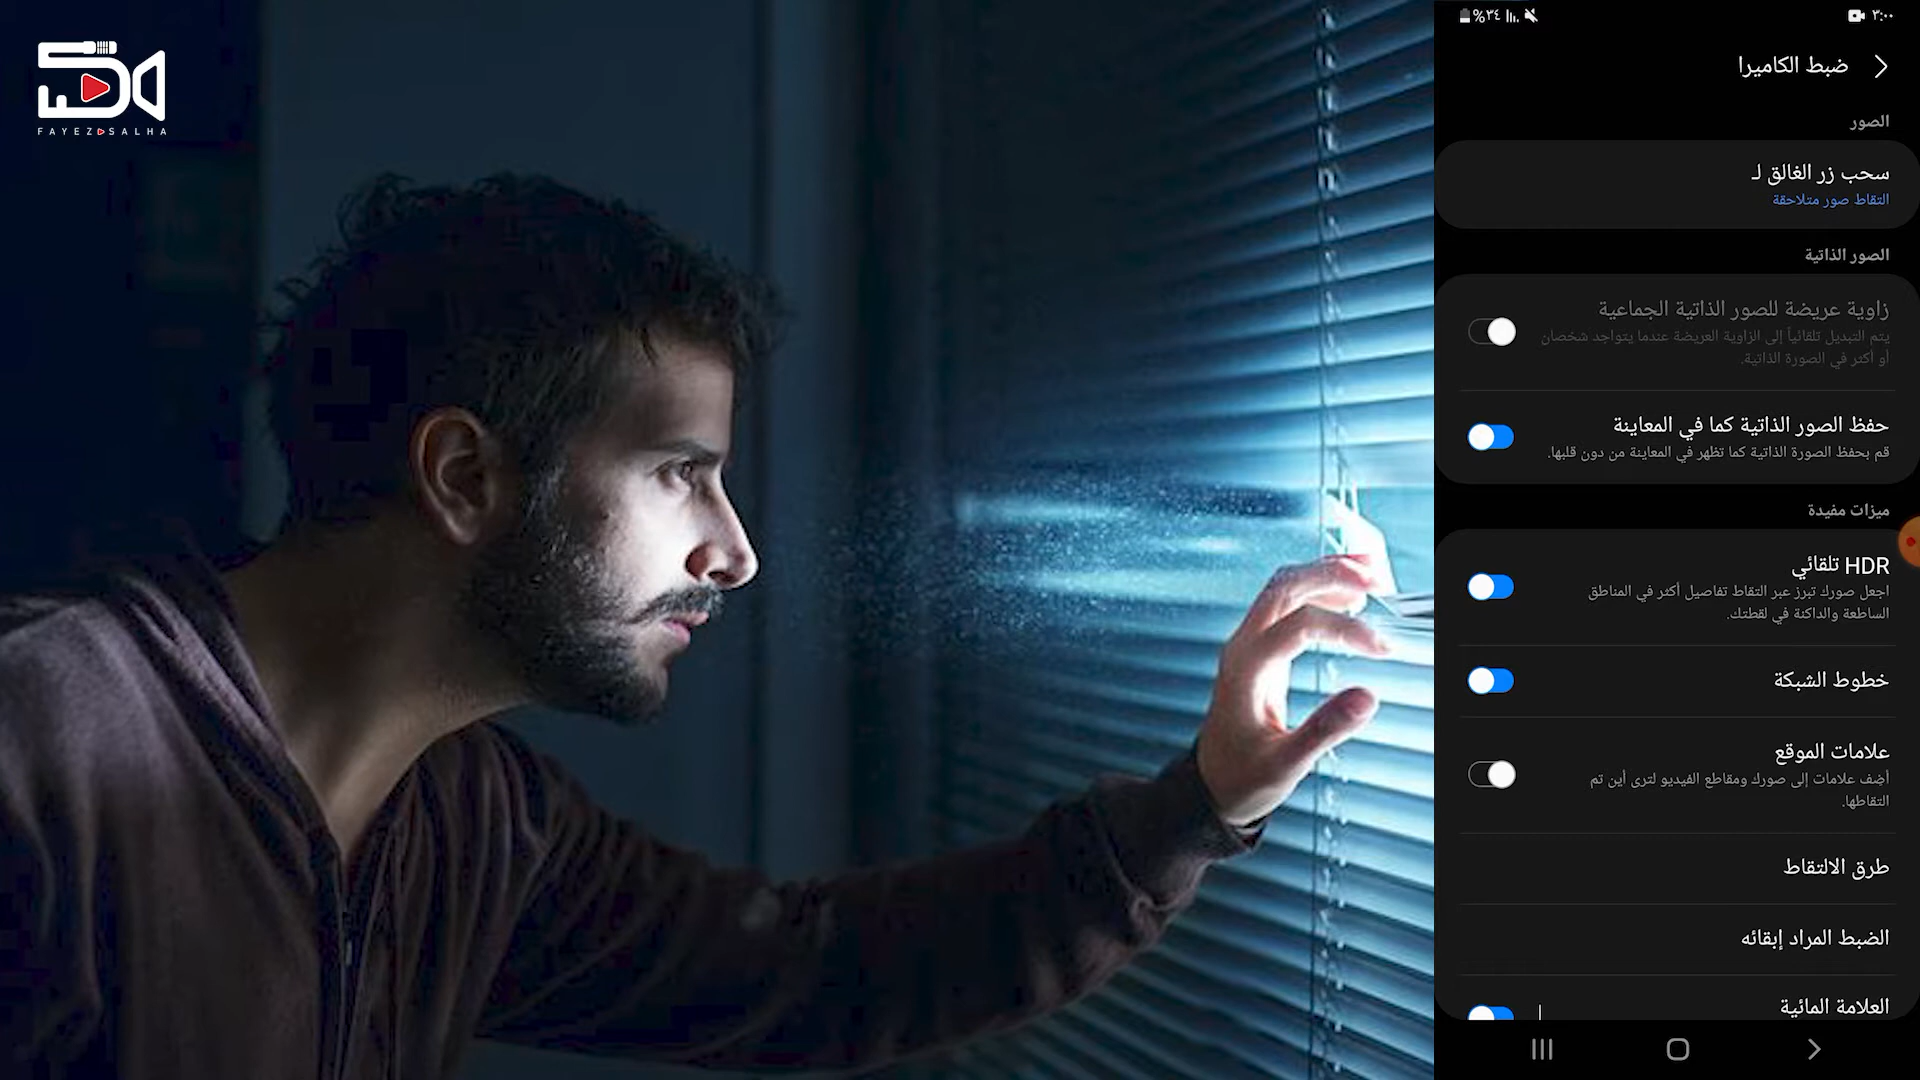 FAYEZ SALHA
%٣٤
٣:٠٠
ضبط الكاميرا
الصور
سحب زر الغالق لـ
التقاط صور متلاحقة
الصور الذاتية
زاوية عريضة للصور الذاتية الجماعية
يتم التبديل تلقائياً إلى الزاوية العريضة عندما يتواجد شخصان
أو أكثر في الصورة الذاتية.
حفظ الصور الذاتية كما في المعاينة
قم بحفظ الصورة الذاتية كما تظهر في المعاينة من دون قلبها.
ميزات مفيدة
HDR تلقائي
اجعل صورك تبرز عبر التقاط تفاصيل أكثر في المناطق
الساطعة والداكنة في لقطتك.
خطوط الشبكة
علامات الموقع
أضِف علامات إلى صورك ومقاطع الفيديو لترى أين تم
التقاطها.
طرق الالتقاط
الضبط المراد إبقائه
العلامة المائية